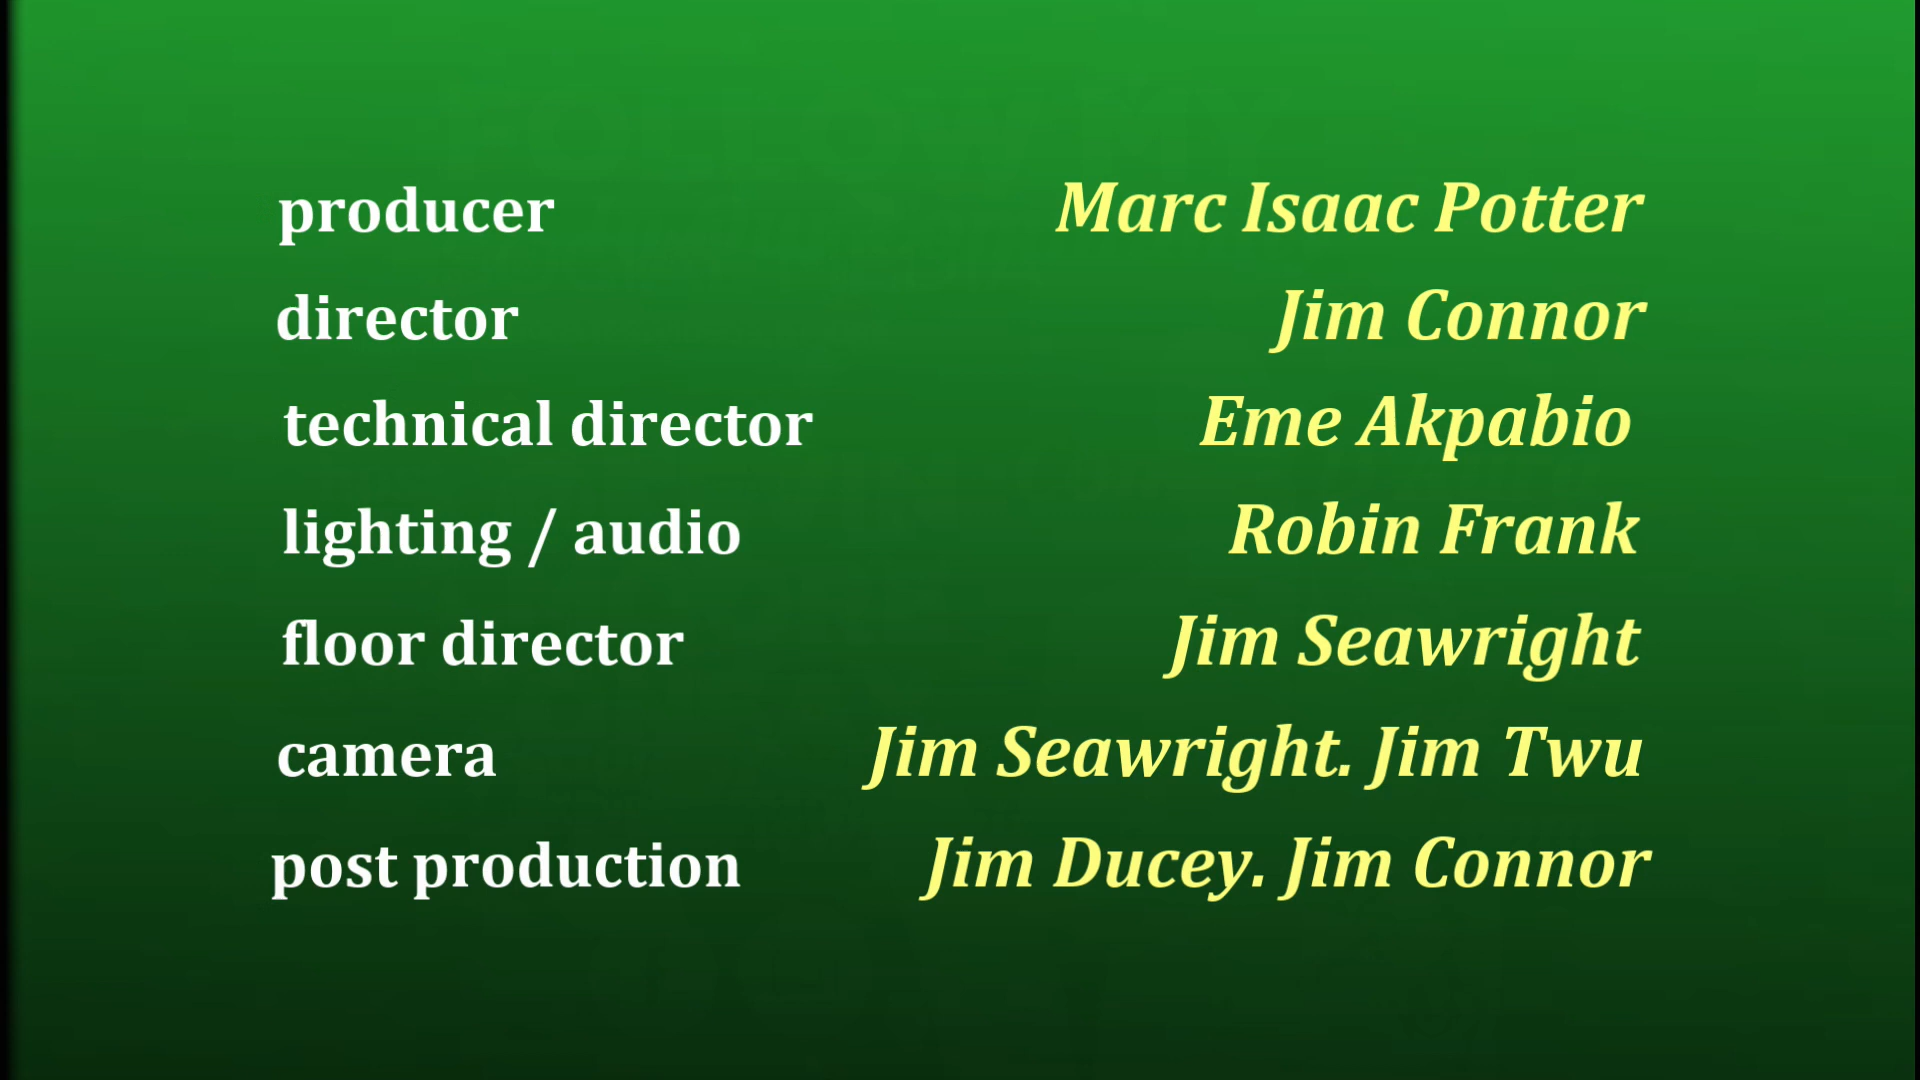 producer Marc Isaac Potter
director Jim Connor
technical director Eme Akpabio
lighting / audio Robin Frank
floor director Jim Seawright
camera Jim Seawright. Jim Twu
post production Jim Ducey. Jim Connor